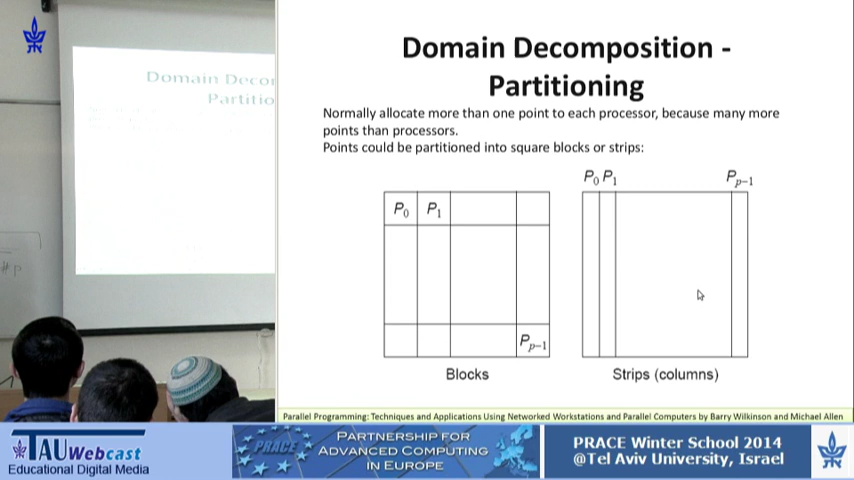 Domain Decomposition -
Partitioning
Normally allocate more than one point to each processor, because many more
points than processors.
Points could be partitioned into square blocks or strips:
P0 P1 Pp−1
P0 P1
Pp−1
Blocks Strips (columns)
Parallel Programming: Techniques and Applications Using Networked Workstations and Parallel Computers by Barry Wilkinson and Michael Allen
Domain Decor
Partitio
#P
TAUWebcast
Educational Digital Media
PRACE
PARTNERSHIP FOR
ADVANCED COMPUTING
IN EUROPE
PRACE Winter School 2014
@Tel Aviv University, Israel